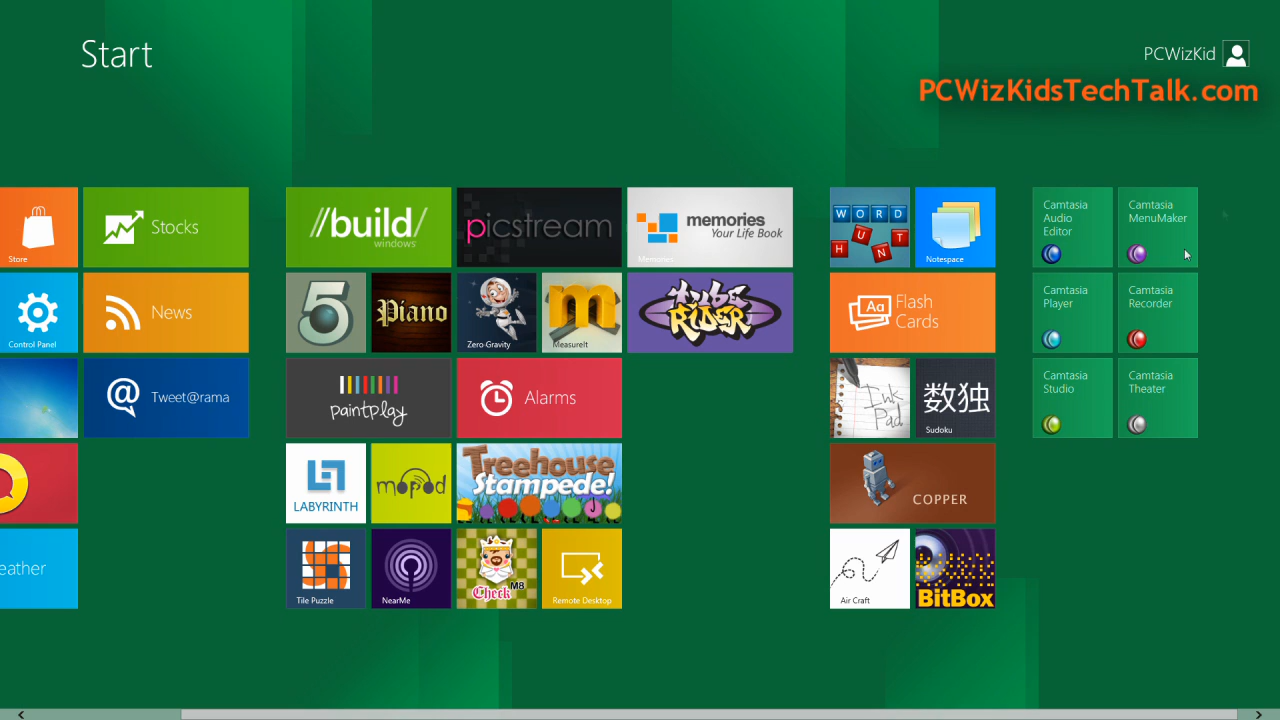 Start
PCWizKid
PCWizKidsTechTalk.com
Store
Stocks
Control Panel
News
Tweet@rama
eather
//build/
windows
picstream
memories
Your Life Book
Memories
5
Piano
Zero Gravity
m
MeasureIt
tube
RIDER
paintplay
Alarms
LABYRINTH
mopod
Treehouse
Stampede!
Tile Puzzle
NearMe
Check M8
Remote Desktop
WORD
HUNT
Notespace
Aa
Flash
Cards
Ink
Pad
数独
Sudoku
COPPER
Air Craft
BitBox
Camtasia
Audio
Editor
Camtasia
MenuMaker
Camtasia
Player
Camtasia
Recorder
Camtasia
Studio
Camtasia
Theater